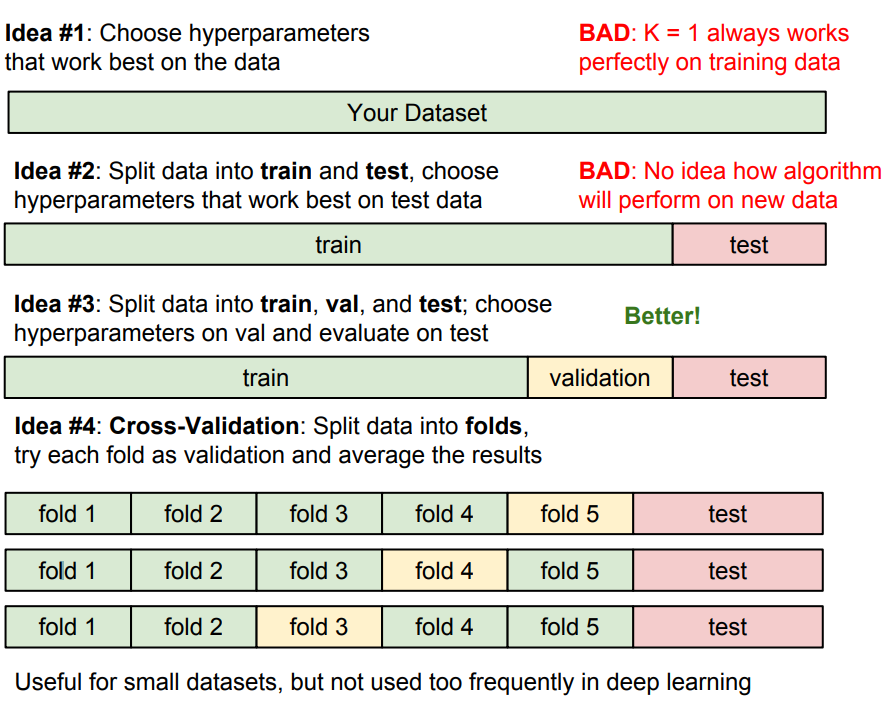 Idea #1: Choose hyperparameters
that work best on the data
BAD: K = 1 always works
perfectly on training data
Your Dataset
Idea #2: Split data into train and test, choose
hyperparameters that work best on test data
BAD: No idea how algorithm
will perform on new data
train
test
Idea #3: Split data into train, val, and test; choose
hyperparameters on val and evaluate on test
Better!
train
validation
test
Idea #4: Cross-Validation: Split data into folds,
try each fold as validation and average the results
fold 1 fold 2 fold 3 fold 4 fold 5 test
fold 1 fold 2 fold 3 fold 4 fold 5 test
fold 1 fold 2 fold 3 fold 4 fold 5 test
Useful for small datasets, but not used too frequently in deep learning